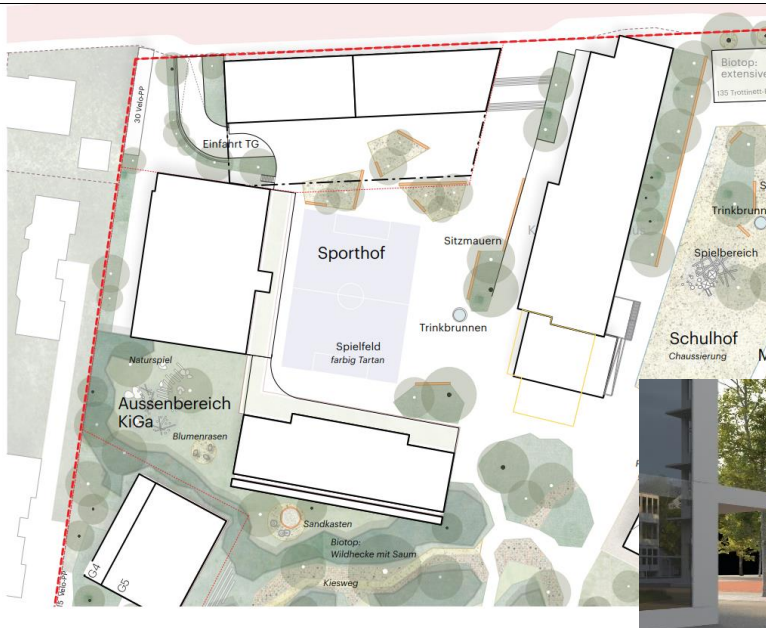 Biotop:
extensive
135 Trottinett-
30 Velo-PP
Einfahrt TG
Trinkbrunn
Sporthof
Sitzmauern
Spielbereich
Trinkbrunnen
Schulhof
Chaussierung
Spielfeld
farbig Tartan
Naturspiel
Aussenbereich
KiGa
Blumenrasen
Sandkasten
Biotop:
Wildhecke mit Saum
Kiesweg
G4
G5
15 Velo-PP